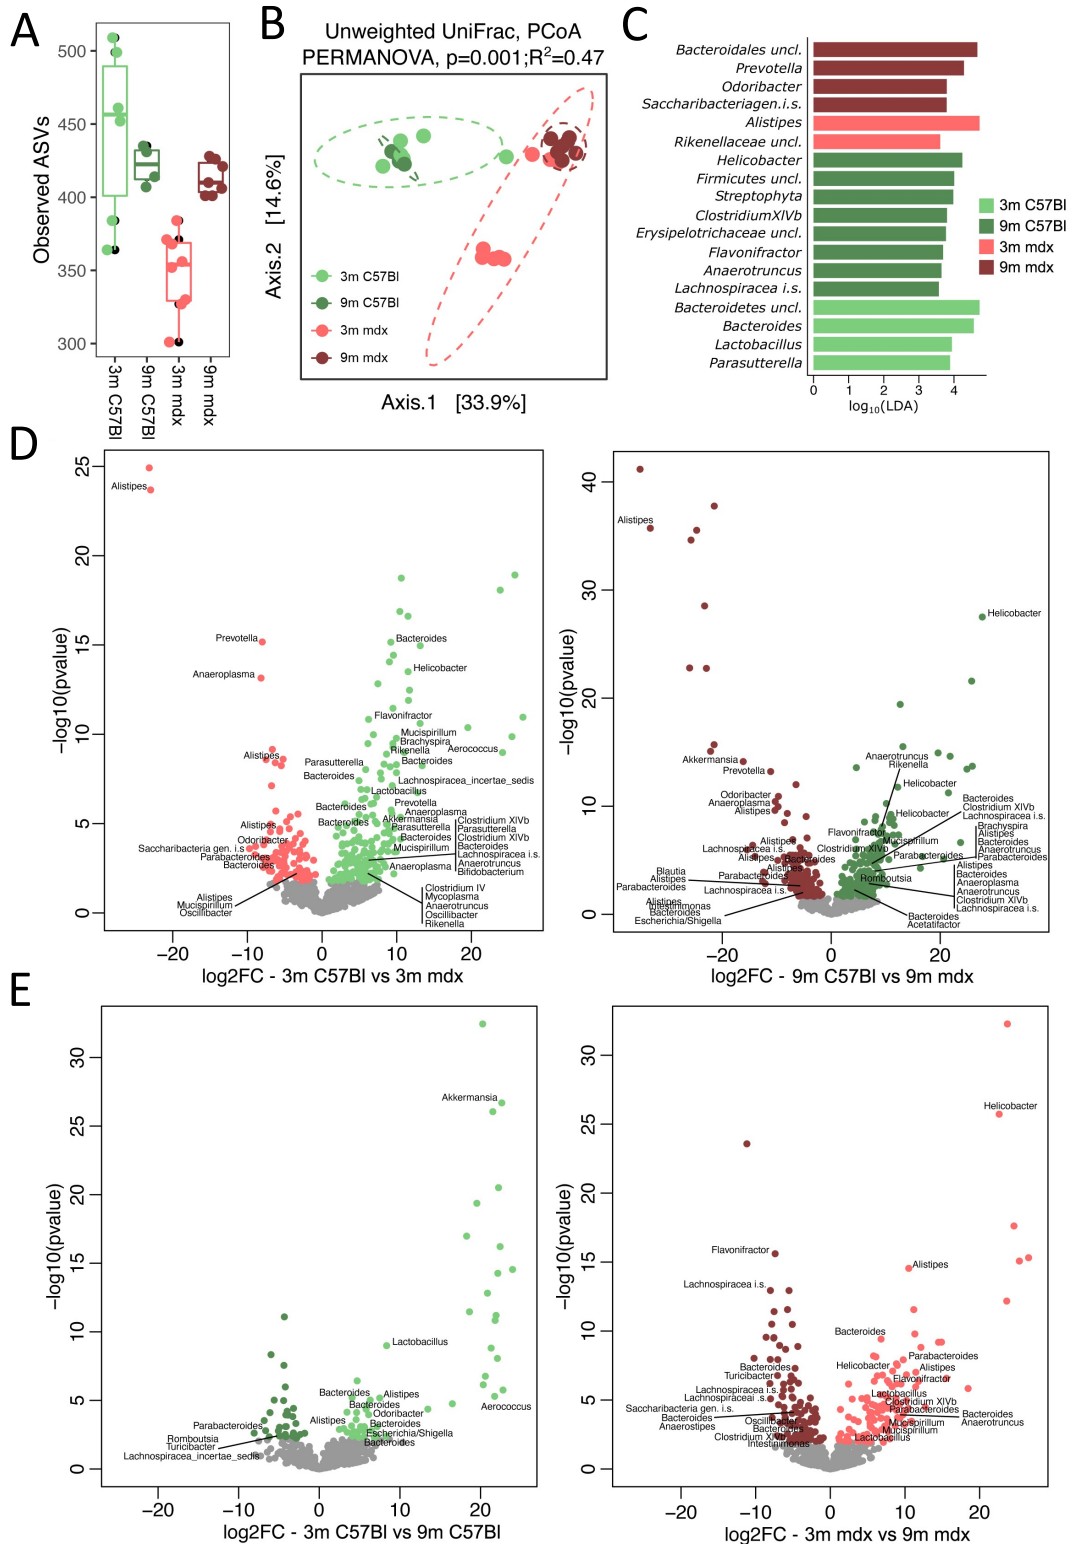 A
Observed ASVs
500
450
400
350
300
3m C57Bl
9m C57Bl
3m mdx
9m mdx
B
Unweighted UniFrac, PCoA
PERMANOVA, p=0.001;R²=0.47
Axis.2 [14.6%]
3m C57Bl
9m C57Bl
3m mdx
9m mdx
Axis.1 [33.9%]
C
Bacteroidales uncl.
Prevotella
Odoribacter
Saccharibacteriagen.i.s.
Alistipes
Rikenellaceae uncl.
Helicobacter
Firmicutes uncl.
Streptophyta
ClostridiumXIVb
Erysipelotrichaceae uncl.
Flavonifractor
Anaerotruncus
Lachnospiracea i.s.
Bacteroidetes uncl.
Bacteroides
Lactobacillus
Parasutterella
0 1 2 3 4
log10(LDA)
3m C57Bl
9m C57Bl
3m mdx
9m mdx
D
−log10(pvalue)
25
20
15
10
5
0
Alistipes
Prevotella
Anaeroplasma
Alistipes
Alistipes
Odoribacter
Saccharibacteria gen. i.s
Parabacteroides
Bacteroides
Alistipes
Mucispirillum
Oscillibacter
Bacteroides
Helicobacter
Flavonifractor
Mucispirillum
Brachyspira
Rikenella
Aerococcus
Parasutterella
Bacteroides
Bacteroides
Lachnospiracea_incertae_sedis
Lactobacillus
Bacteroides
Prevotella
Anaeroplasma
Bacteroides
Akkermansia
Parasutterella
Bacteroides
Mucispirillum
Anaeroplasma
Clostridium XIVb
Parasutterella
Clostridium XIVb
Bacteroides
Lachnospiracea i.s.
Anaerotruncus
Bifidobacterium
Clostridium IV
Mycoplasma
Anaerotruncus
Oscillibacter
Rikenella
−20 −10 0 10 20
log2FC - 3m C57Bl vs 3m mdx
−log10(pvalue)
40
30
20
10
0
Alistipes
Helicobacter
Akkermansia
Prevotella
Odoribacter
Anaeroplasma
Alistipes
Alistipes
Lachnospiracea i.s.
Alistipes
Bacteroides
Alistipes
Parabacteroides
Lachnospiracea i.s.
Blautia
Alistipes
Parabacteroides
Alistipes
Intestinimonas
Bacteroides
Escherichia/Shigella
Anaerotruncus
Rikenella
Helicobacter
Helicobacter
Flavonifractor
Mucispirillum
Clostridium XIVb
Parabacteroides
Romboutsia
Bacteroides
Clostridium XIVb
Lachnospiracea i.s.
Brachyspira
Alistipes
Bacteroides
Anaerotruncus
Parabacteroides
Alistipes
Bacteroides
Anaeroplasma
Anaerotruncus
Clostridium XIVb
Lachnospiracea i.s.
Bacteroides
Acetatifactor
−20 0 20
log2FC - 9m C57Bl vs 9m mdx
E
−log10(pvalue)
30
25
20
15
10
5
0
Akkermansia
Lactobacillus
Aerococcus
Bacteroides
Alistipes
Bacteroides
Odoribacter
Alistipes
Bacteroides
Escherichia/Shigella
Bacteroides
Parabacteroides
Romboutsia
Turicibacter
Lachnospiracea_incertae_sedis
−20 −10 0 10 20
log2FC - 3m C57Bl vs 9m C57Bl
−log10(pvalue)
30
25
20
15
10
5
0
Helicobacter
Flavonifractor
Alistipes
Lachnospiracea i.s.
Bacteroides
Parabacteroides
Helicobacter
Alistipes
Flavonifractor
Bacteroides
Turicibacter
Lachnospiracea i.s.
Lachnospiraceai .s.
Saccharibacteria gen. i.s.
Bacteroides
Anaerostipes
Oscillibacter
Bacteroides
Clostridium XIVb
Intestinimonas
Lactobacillus
Clostridium XIVb
Parabacteroides
Bacteroides
Anaerotruncus
Mucispirillum
Mucispirillum
Lactobacillus
−20 −10 0 10 20
log2FC - 3m mdx vs 9m mdx